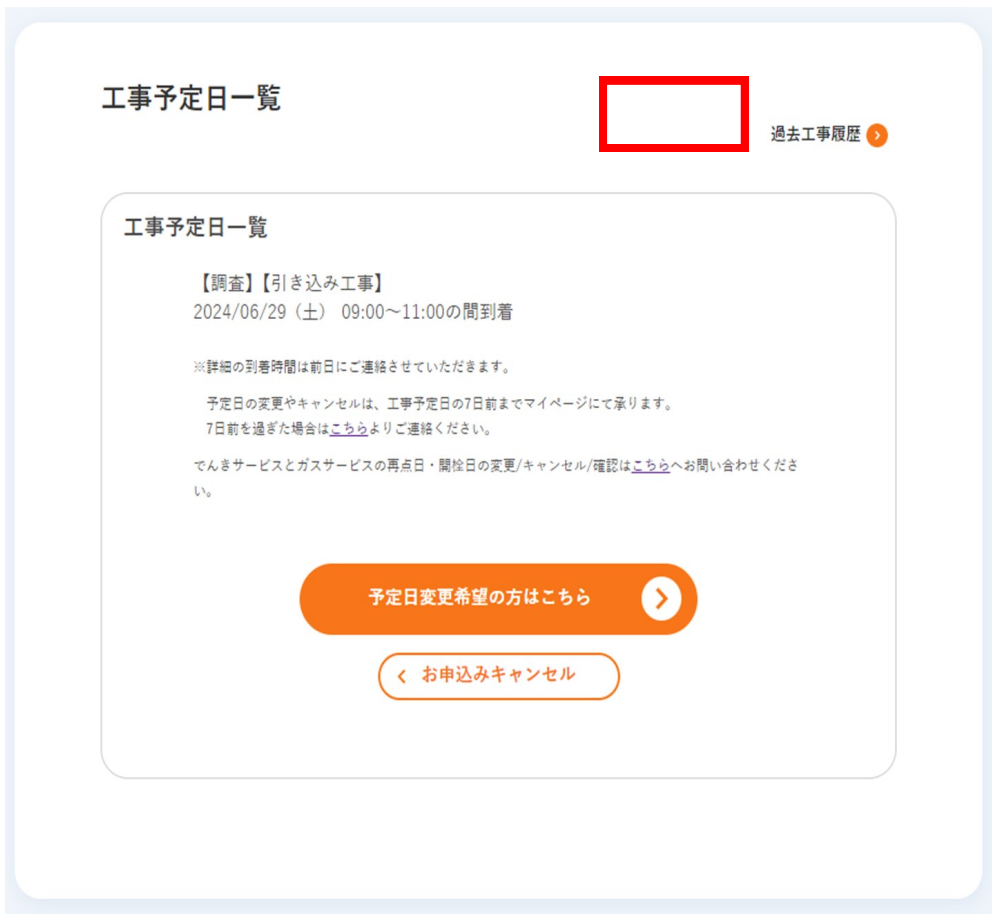 工事予定日一覧
過去工事履歴
工事予定日一覧
【調査】【引き込み工事】
2024/06/29（土） 09:00～11:00の間到着
※詳細の到着時間は前日にご連絡させていただきます。
予定日の変更やキャンセルは、工事予定日の7日前までマイページにて承ります。
7日前を過ぎた場合はこちらよりご連絡ください。
でんきサービスとガスサービスの再点日・開栓日の変更/キャンセル/確認はこちらへお問い合わせくださ
い。
予定日変更希望の方はこちら
お申込みキャンセル